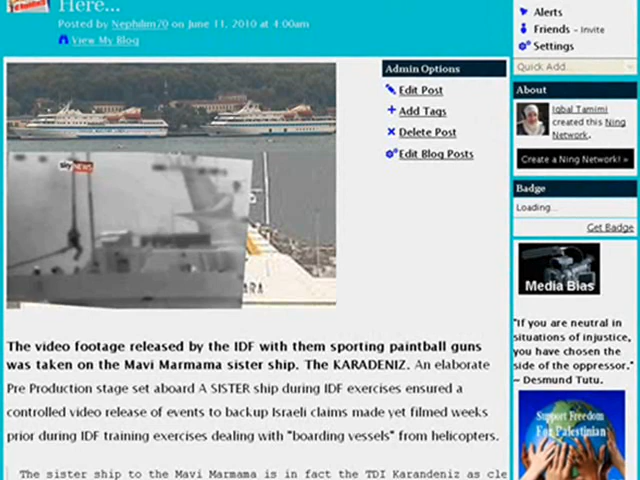 Here...
Posted by Nephilim70 on June 11, 2010 at 4:00am
View My Blog
sky NEWS
ARA
Admin Options
Edit Post
Add Tags
Delete Post
Edit Blog Posts
The video footage released by the IDF with them sporting paintball guns
was taken on the Mavi Marmama sister ship. The KARADENIZ. An elaborate
Pre Production stage set aboard A SISTER ship during IDF exercises ensured a
controlled video release of events to backup Israeli claims made yet filmed weeks
prior during IDF training exercises dealing with "boarding vessels" from helicopters.
The sister ship to the Mavi Marmama is in fact the TDI Karandeniz as cle
Alerts
Friends – Invite
Settings
Quick Add...
About
Iqbal Tamimi
created this Ning
Network.
Create a Ning Network! »
Badge
Loading...
Get Badge
Media Bias
"If you are neutral in
situations of injustice,
you have chosen the
side of the oppressor."
~ Desmund Tutu.
Support Freedom
For Palestinian